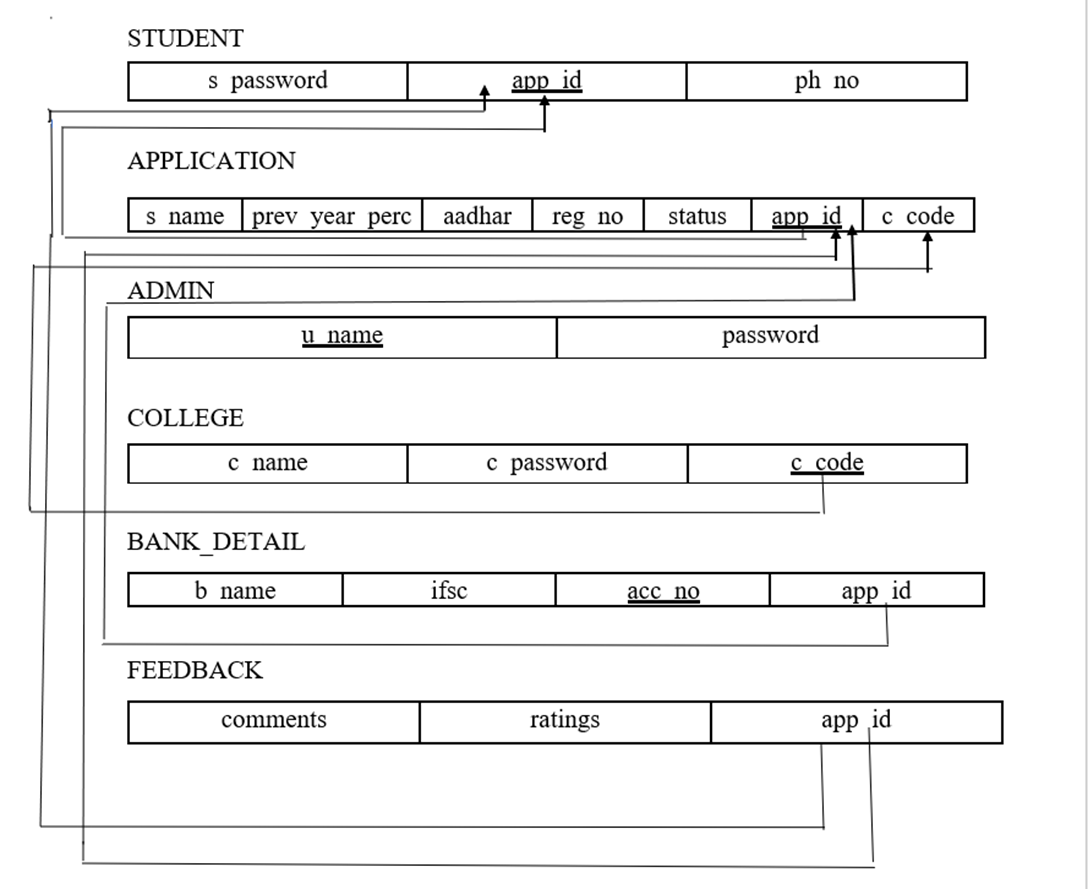 STUDENT
s password app id ph no
APPLICATION
s name prev year perc aadhar reg no status app id c code
ADMIN
u name password
COLLEGE
c name c password c code
BANK_DETAIL
b name ifsc acc no app id
FEEDBACK
comments ratings app id